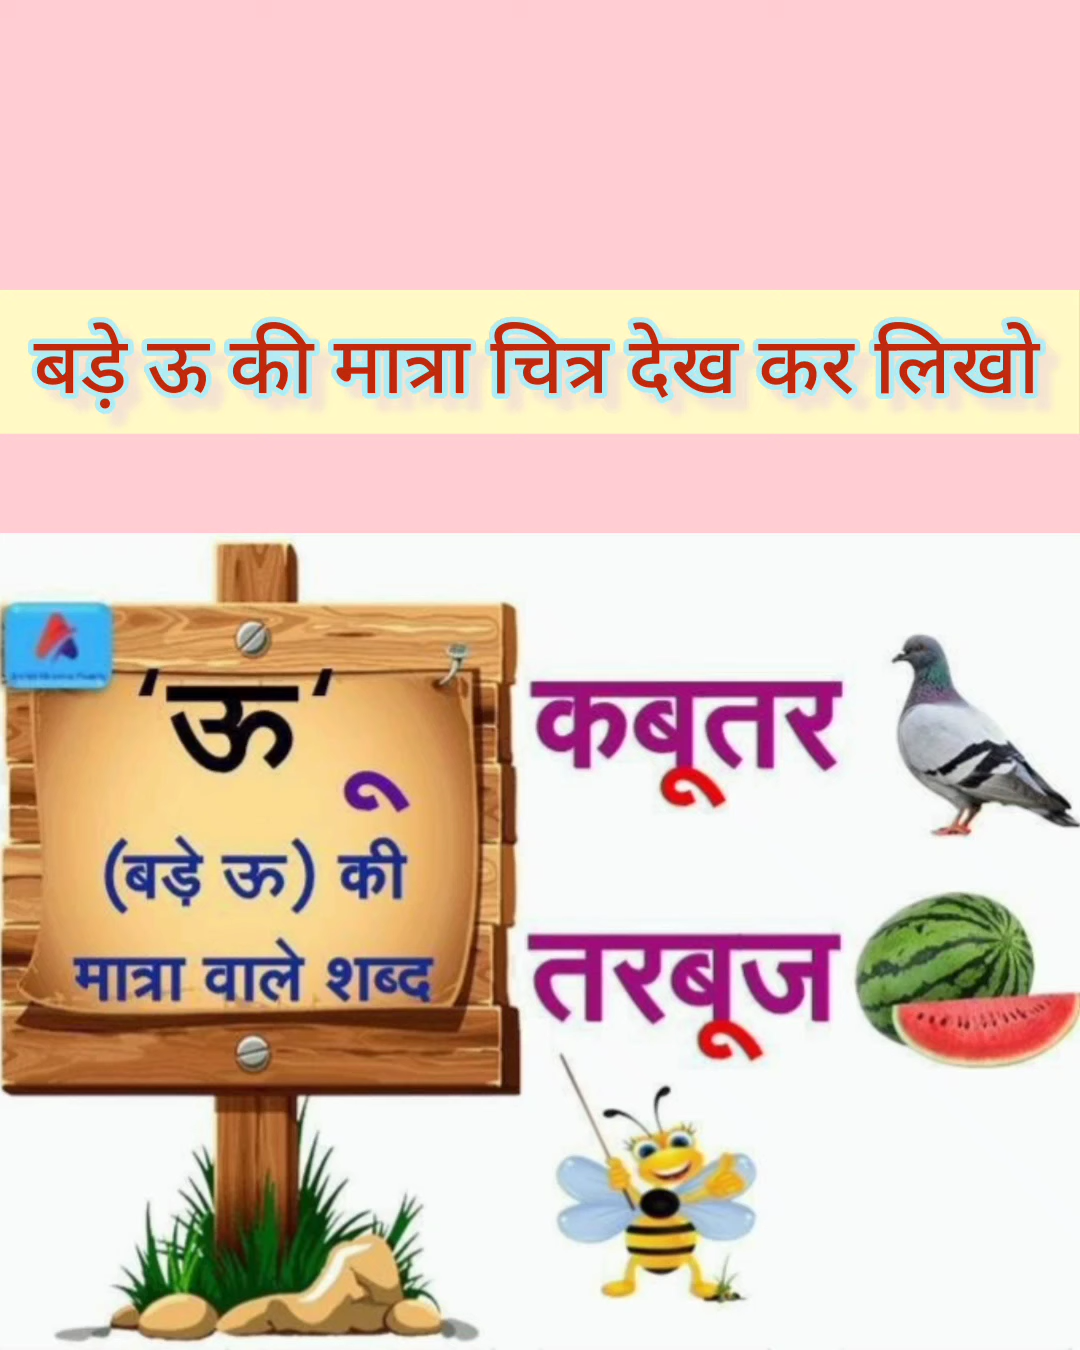 बड़े ऊ की मात्रा चित्र देख कर लिखो
‘ऊ’
ू
(बड़े ऊ) की
मात्रा वाले शब्द
कबूतर
तरबूज